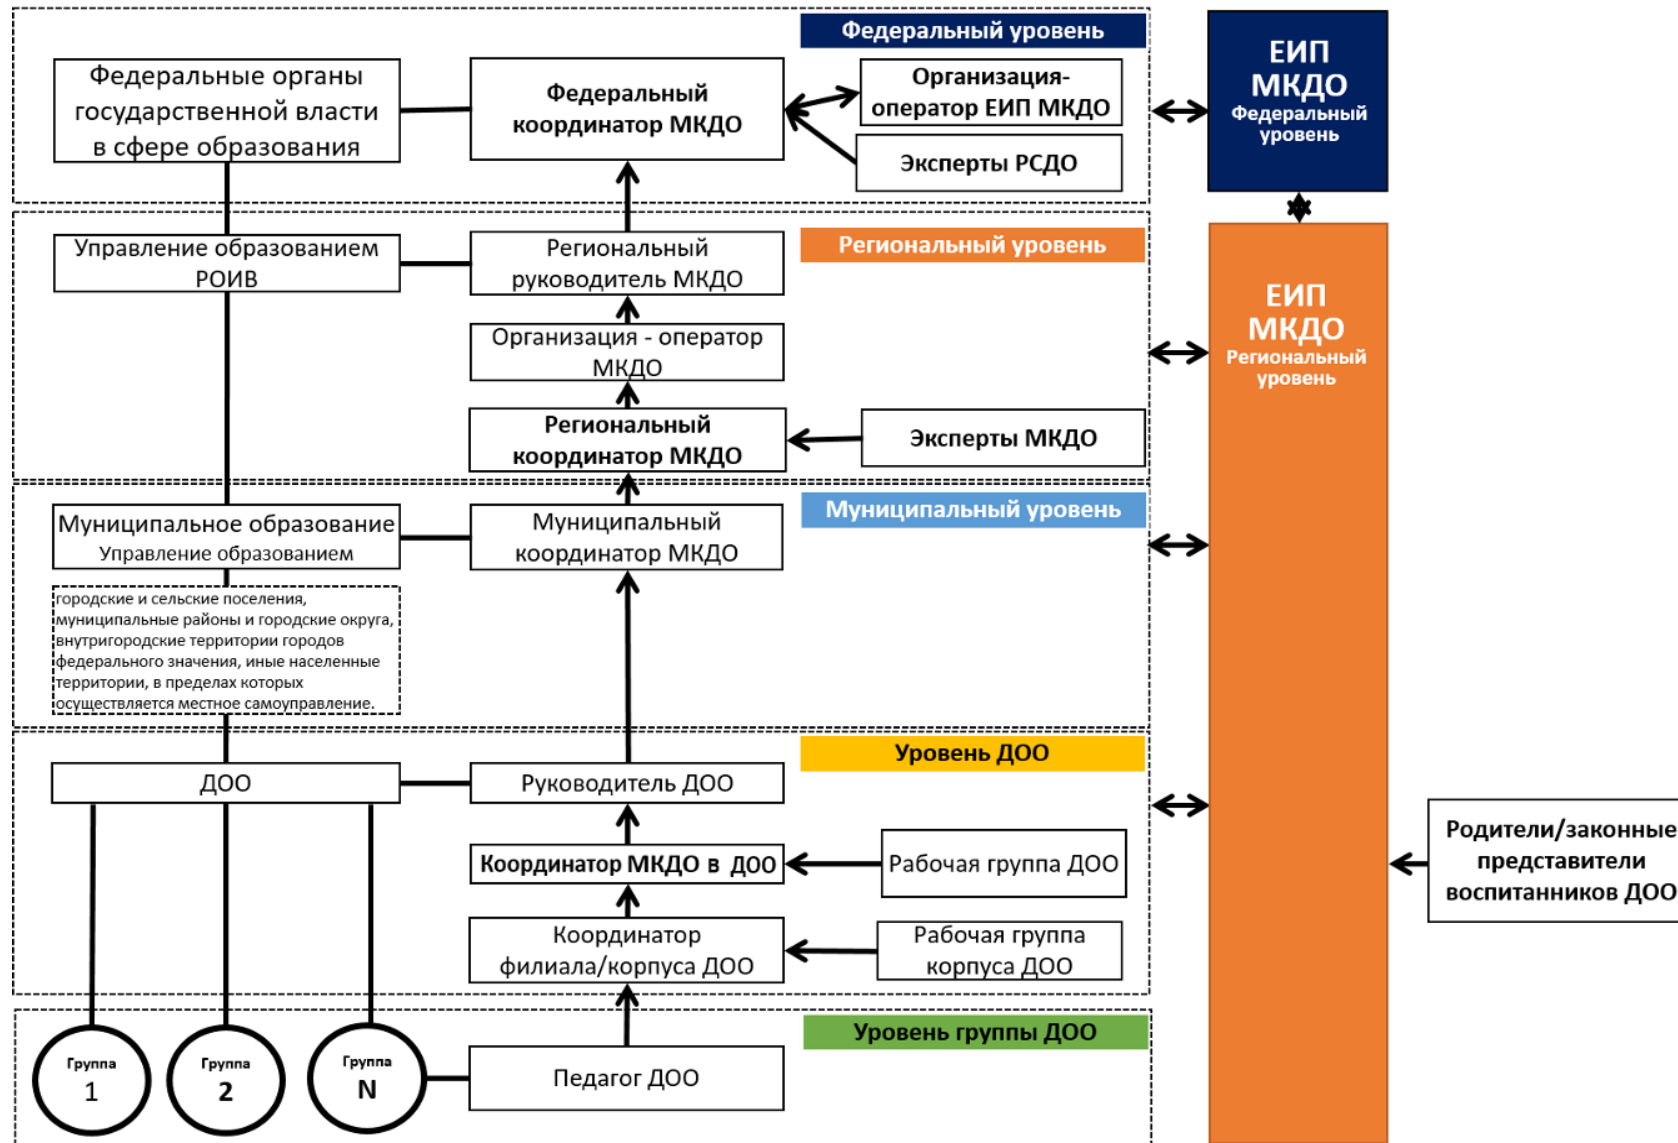 Федеральный уровень
Федеральные органы
государственной власти
в сфере образования
Федеральный
координатор МКДО
Организация-
оператор ЕИП МКДО
Эксперты РСДО
ЕИП
МКДО
Федеральный
уровень
Региональный уровень
Управление образованием
РОИВ
Региональный
руководитель МКДО
Организация - оператор
МКДО
Региональный
координатор МКДО
Эксперты МКДО
ЕИП
МКДО
Региональный
уровень
Муниципальный уровень
Муниципальное образование
Управление образованием
Муниципальный
координатор МКДО
городские и сельские поселения,
муниципальные районы и городские округа,
внутригородские территории городов
федерального значения, иные населенные
территории, в пределах которых
осуществляется местное самоуправление.
Уровень ДОО
ДОО
Руководитель ДОО
Координатор МКДО в ДОО
Рабочая группа ДОО
Координатор
филиала/корпуса ДОО
Рабочая группа
корпуса ДОО
Родители/законные
представители
воспитанников ДОО
Уровень группы ДОО
Группа
1
Группа
2
Группа
N
Педагог ДОО